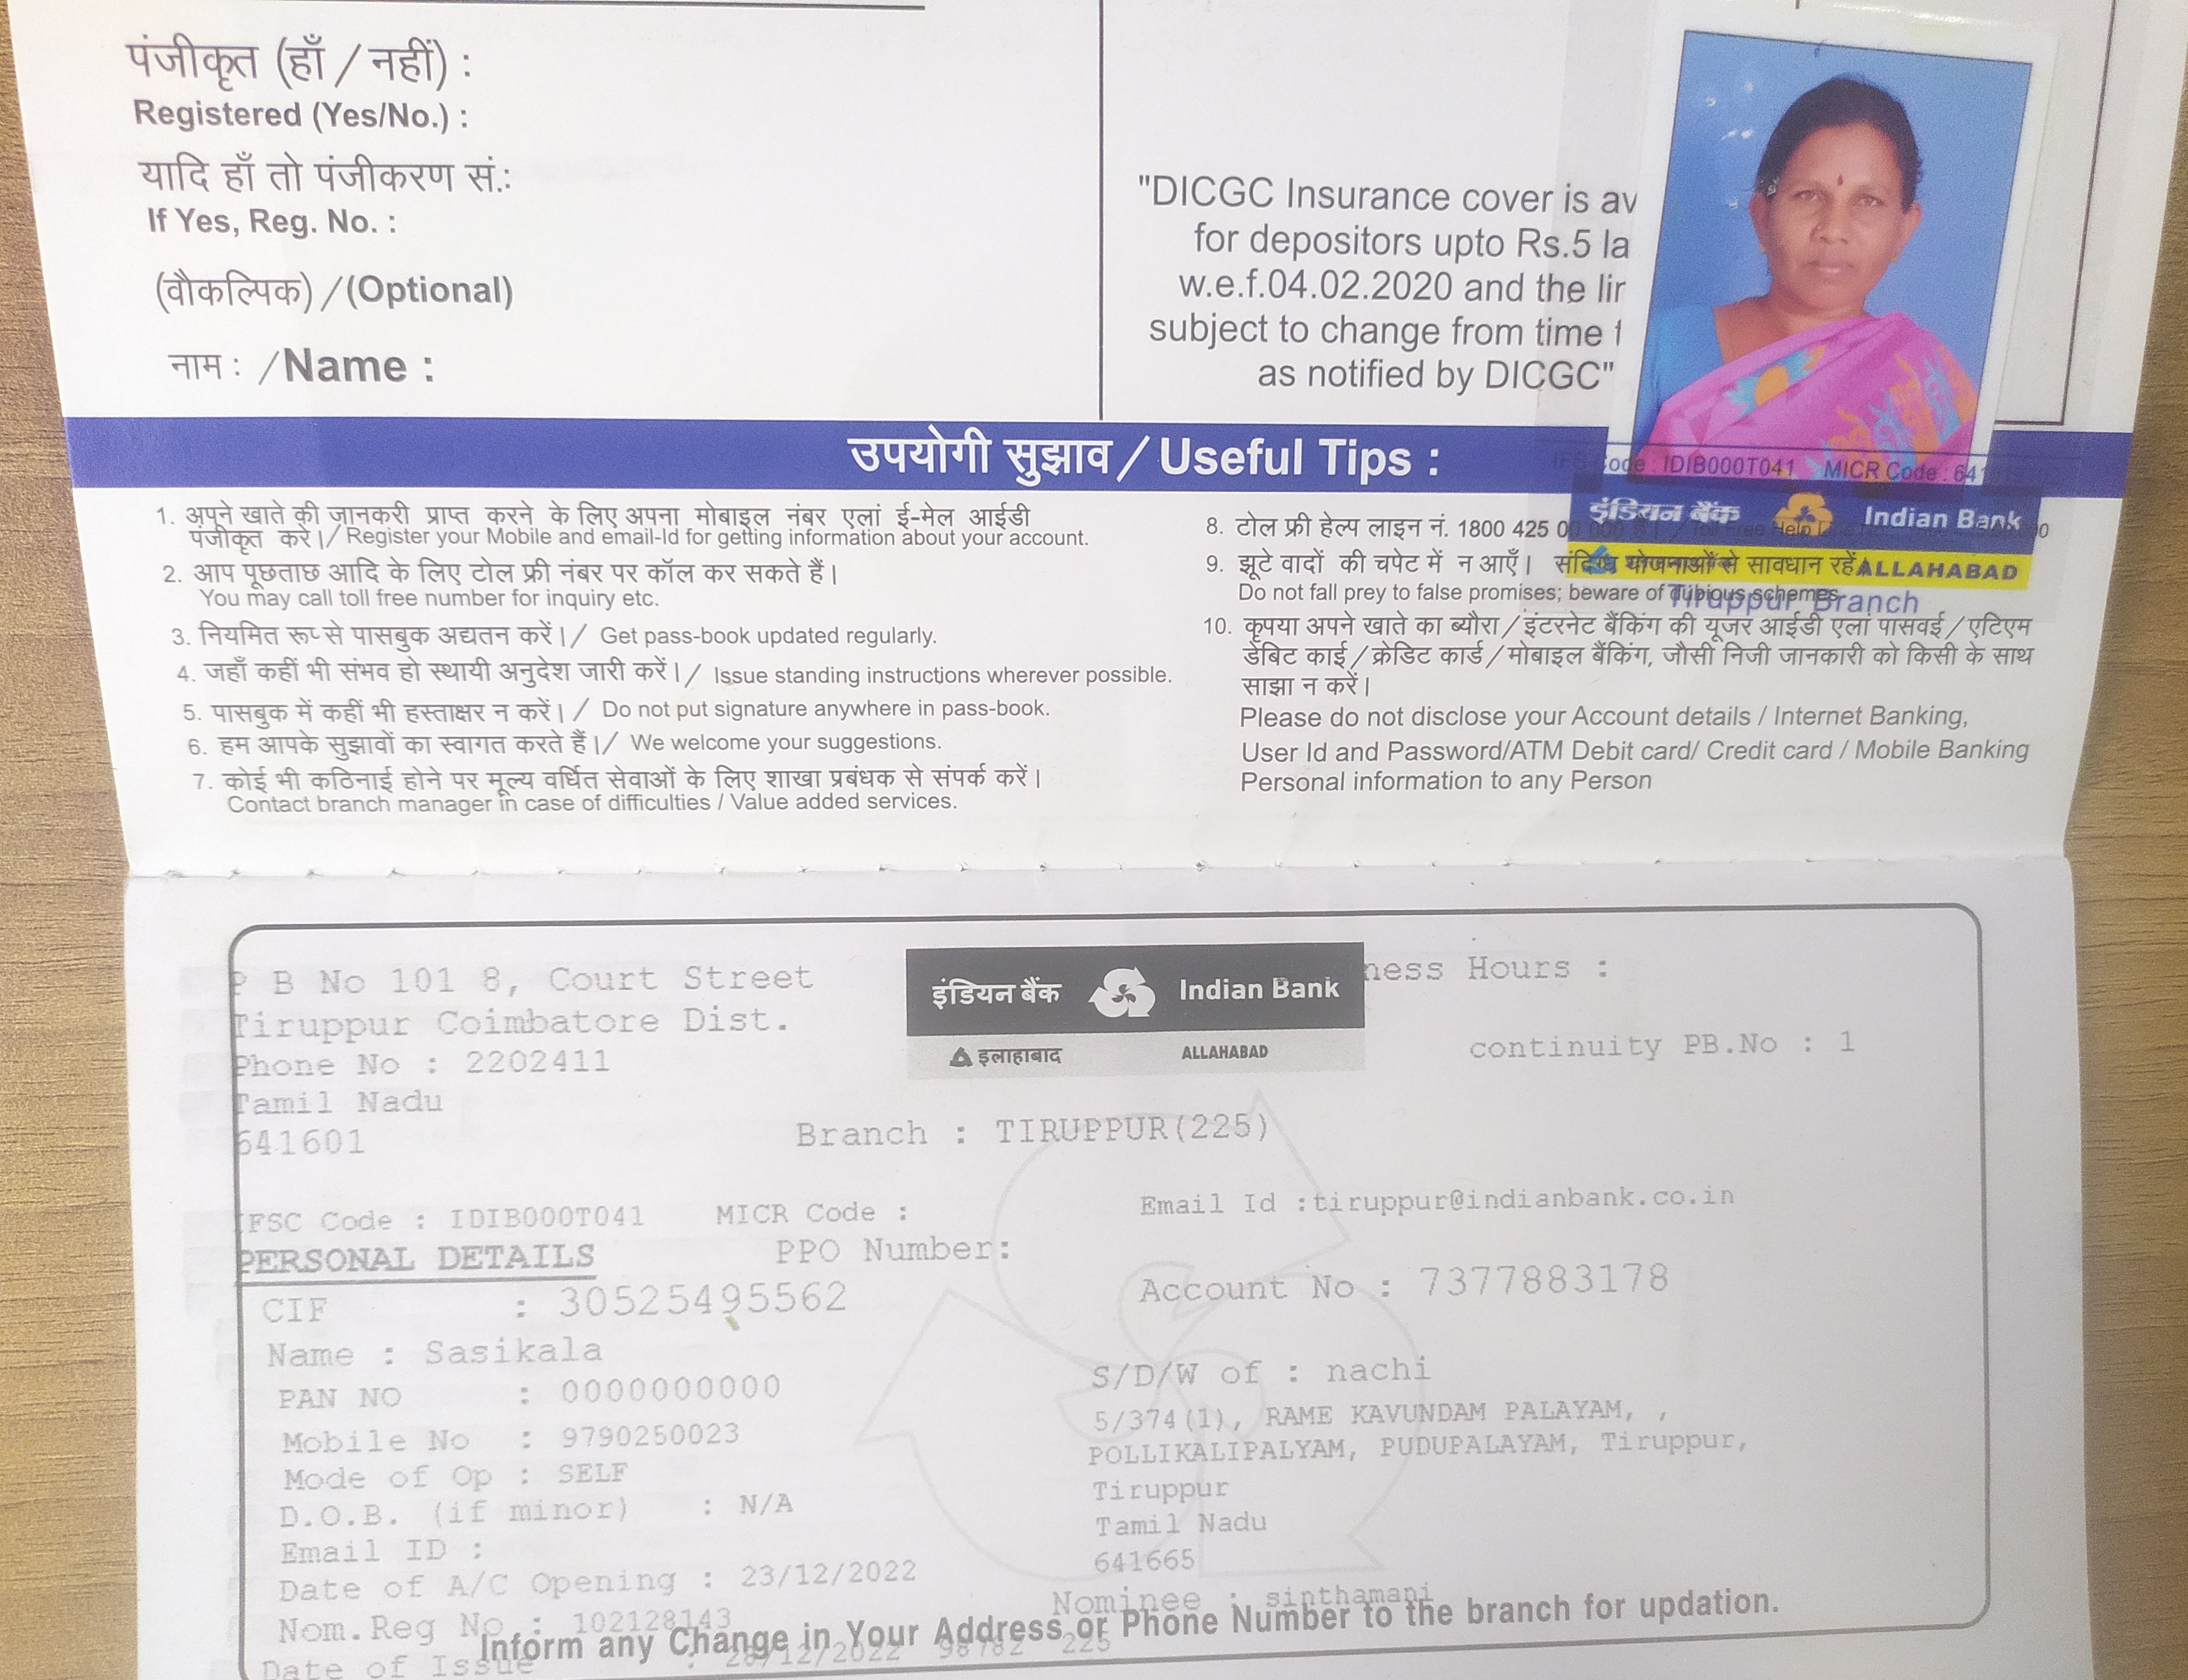 पंजीकृत (हाँ / नहीं) :
Registered (Yes/No.) :
यादि हाँ तो पंजीकरण सं.:
If Yes, Reg. No. :
(वौकल्पिक) / (Optional)
नाम : / Name :
"DICGC Insurance cover is av
for depositors upto Rs.5 la
w.e.f.04.02.2020 and the
subject to change from time
as notified by DICGC"
Code : IDIB000T041 MICR Code : 641
इंडियन बैंक Indian Bank
ALLAHABAD
Tiruppur Branch
उपयोगी सुझाव / Useful Tips :
1. अपने खाते की जानकरी प्राप्त करने के लिए अपना मोबाइल नंबर एलां ई-मेल आईडी
पंजीकृत करें। / Register your Mobile and email-Id for getting information about your account.
2. आप पूछताछ आदि के लिए टोल फ्री नंबर पर कॉल कर सकते हैं।
You may call toll free number for inquiry etc.
3. नियमित रूप से पासबुक अद्यतन करें। / Get pass-book updated regularly.
4. जहाँ कहीं भी संभव हो स्थायी अनुदेश जारी करें। / Issue standing instructions wherever possible.
5. पासबुक में कहीं भी हस्ताक्षर न करें। / Do not put signature anywhere in pass-book.
6. हम आपके सुझावों का स्वागत करते हैं। / We welcome your suggestions.
7. कोई भी कठिनाई होने पर मूल्य वर्धित सेवाओं के लिए शाखा प्रबंधक से संपर्क करें।
Contact branch manager in case of difficulties / Value added services.
8. टोल फ्री हेल्प लाइन नं. 1800 425 00
9. झूटे वादों की चपेट में न आएँ। संदिग्ध योजनाओं से सावधान रहें
Do not fall prey to false promises; beware of dubious schemes
10. कृपया अपने खाते का ब्यौरा / इंटरनेट बैंकिंग की यूजर आईडी एलां पासवर्ड / एटिएम
डेबिट कार्ड / क्रेडिट कार्ड / मोबाइल बैंकिंग, जौसी निजी जानकारी को किसी के साथ
साझा न करें।
Please do not disclose your Account details / Internet Banking,
User Id and Password/ATM Debit card/ Credit card / Mobile Banking
Personal information to any Person
P B No 101 8, Court Street
Tiruppur Coimbatore Dist.
Phone No : 2202411
Tamil Nadu
641601
इंडियन बैंक Indian Bank
इलाहाबाद ALLAHABAD
ness Hours :
continuity PB.No : 1
Branch : TIRUPPUR(225)
IFSC Code : IDIB000T041 MICR Code :
Email Id :tiruppur@indianbank.co.in
PERSONAL DETAILS PPO Number:
CIF : 30525495562
Account No : 7377883178
Name : Sasikala
PAN NO : 0000000000
Mobile No : 9790250023
Mode of Op : SELF
D.O.B. (if minor) : N/A
Email ID :
Date of A/C Opening : 23/12/2022
Nom.Reg No : 102128143
Date of Issue : 28/12/2022 98782 225
S/D/W of : nachi
5/374(1), RAME KAVUNDAM PALAYAM, ,
POLLIKALIPALYAM, PUDUPALAYAM, Tiruppur,
Tiruppur
Tamil Nadu
641665
Nominee : sinthamani
Inform any Change in Your Address or Phone Number to the branch for updation.